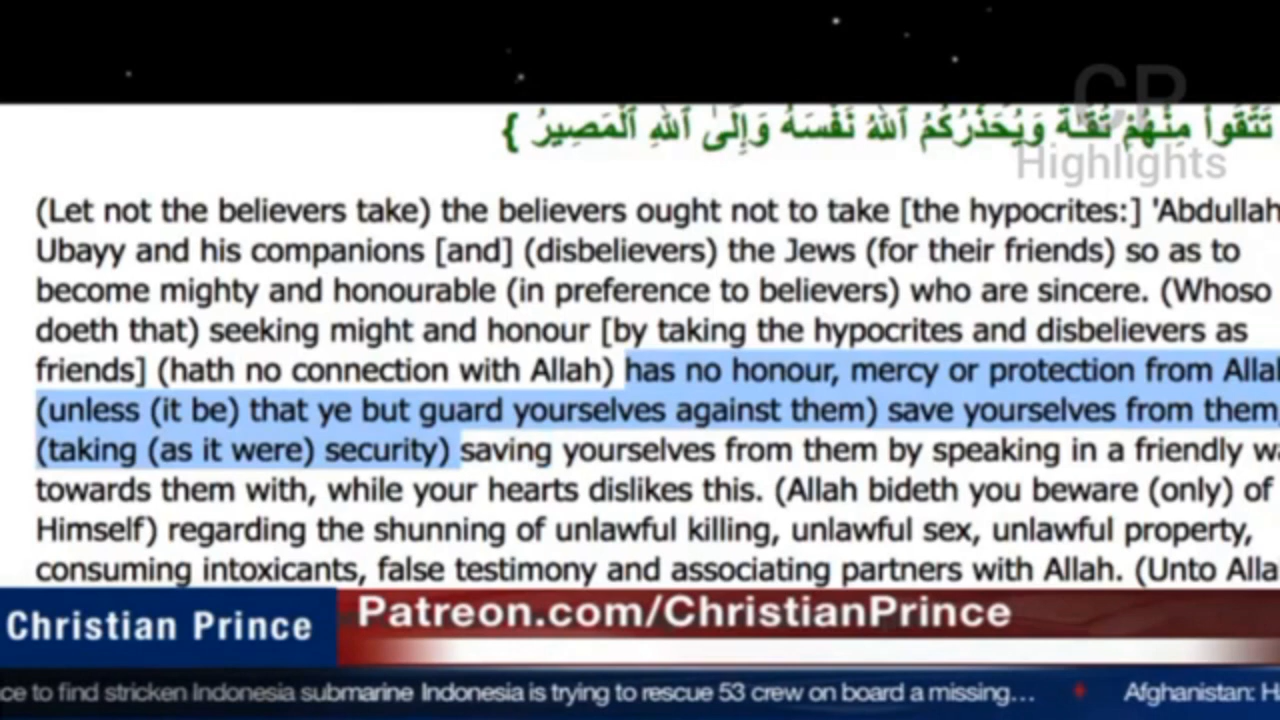 CP
Highlights
تَتَّقُوا۟ مِنْهُمْ تُقَـٰةً وَيُحَذِّرُكُمُ ٱللَّهُ نَفْسَهُ وَإِلَىٰ ٱللَّهِ ٱلْمَصِيرُ }
(Let not the believers take) the believers ought not to take [the hypocrites:] 'Abdullah
Ubayy and his companions [and] (disbelievers) the Jews (for their friends) so as to
become mighty and honourable (in preference to believers) who are sincere. (Whoso
doeth that) seeking might and honour [by taking the hypocrites and disbelievers as
friends] (hath no connection with Allah) has no honour, mercy or protection from Allah
(unless (it be) that ye but guard yourselves against them) save yourselves from them,
(taking (as it were) security) saving yourselves from them by speaking in a friendly wa
towards them with, while your hearts dislikes this. (Allah bideth you beware (only) of
Himself) regarding the shunning of unlawful killing, unlawful sex, unlawful property,
consuming intoxicants, false testimony and associating partners with Allah. (Unto Alla
Christian Prince
Patreon.com/ChristianPrince
ce to find stricken Indonesia submarine Indonesia is trying to rescue 53 crew on board a missing... Afghanistan: H